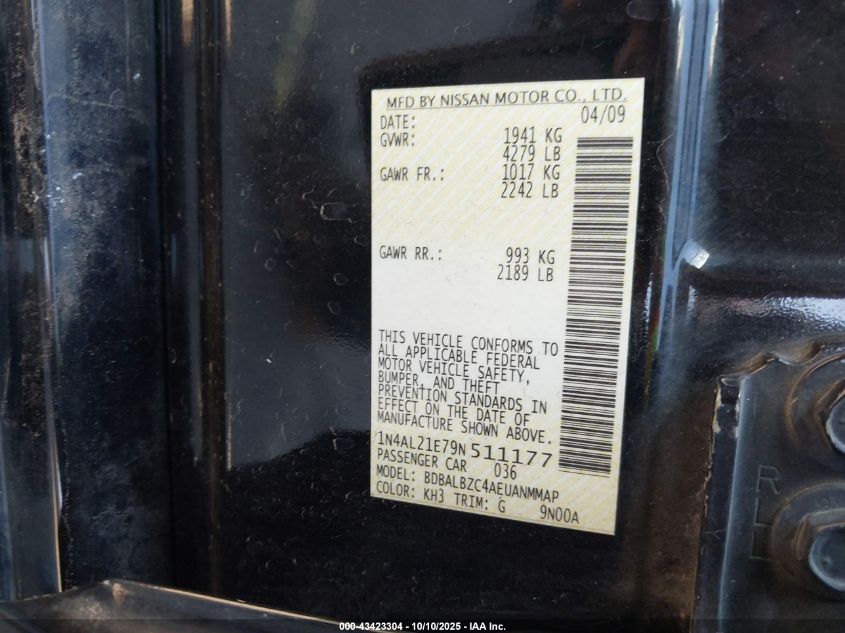 MFD BY NISSAN MOTOR CO., LTD.
DATE: 04/09
GVWR: 1941 KG
4279 LB
GAWR FR.: 1017 KG
2242 LB
GAWR RR.: 993 KG
2189 LB
THIS VEHICLE CONFORMS TO
ALL APPLICABLE FEDERAL
MOTOR VEHICLE SAFETY,
BUMPER, AND THEFT
PREVENTION STANDARDS IN
EFFECT ON THE DATE OF
MANUFACTURE SHOWN ABOVE.
1N4AL21E79N511177
PASSENGER CAR 036
MODEL: BDBALBZC4AEUANMMAP
COLOR: KH3 TRIM: G 9N00A
000-43423304 - 10/10/2025 - IAA Inc.